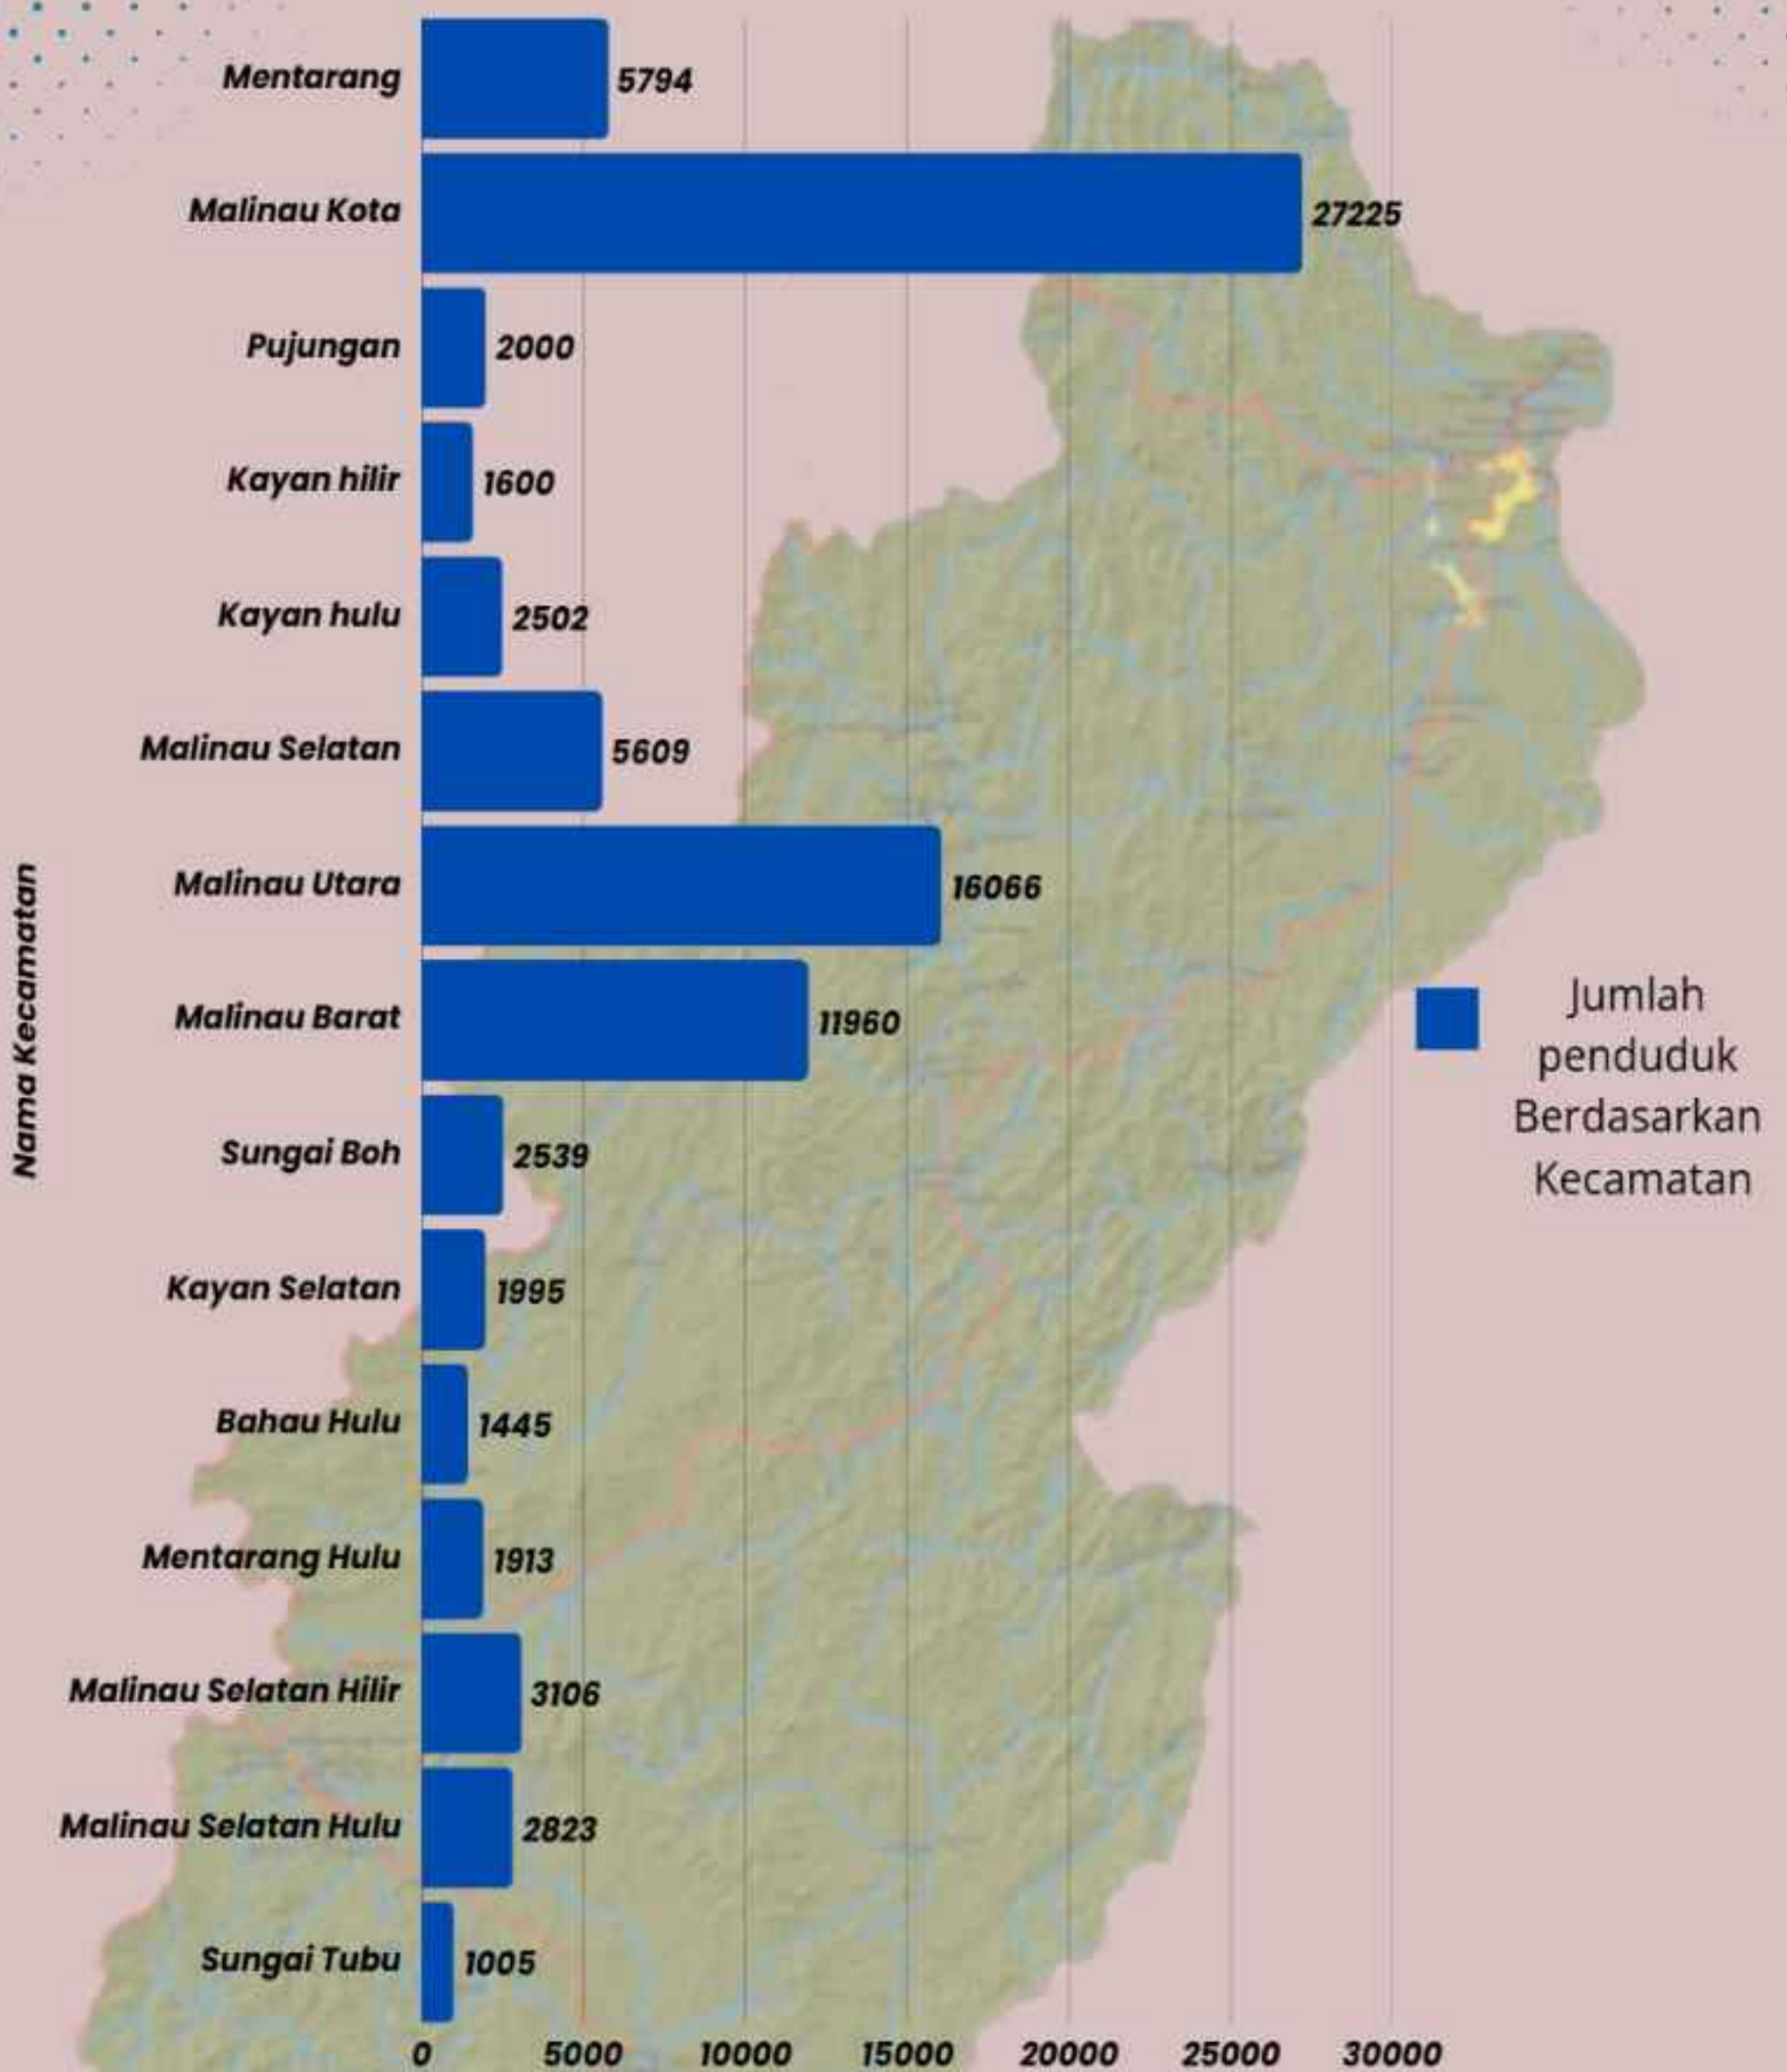 Mentarang 5794
Malinau Kota 27225
Pujungan 2000
Kayan hilir 1600
Kayan hulu 2502
Malinau Selatan 5609
Malinau Utara 16066
Malinau Barat 11960
Sungai Boh 2539
Kayan Selatan 1995
Bahau Hulu 1445
Mentarang Hulu 1913
Malinau Selatan Hilir 3106
Malinau Selatan Hulu 2823
Sungai Tubu 1005
0 5000 10000 15000 20000 25000 30000
Nama Kecamatan
Jumlah
penduduk
Berdasarkan
Kecamatan